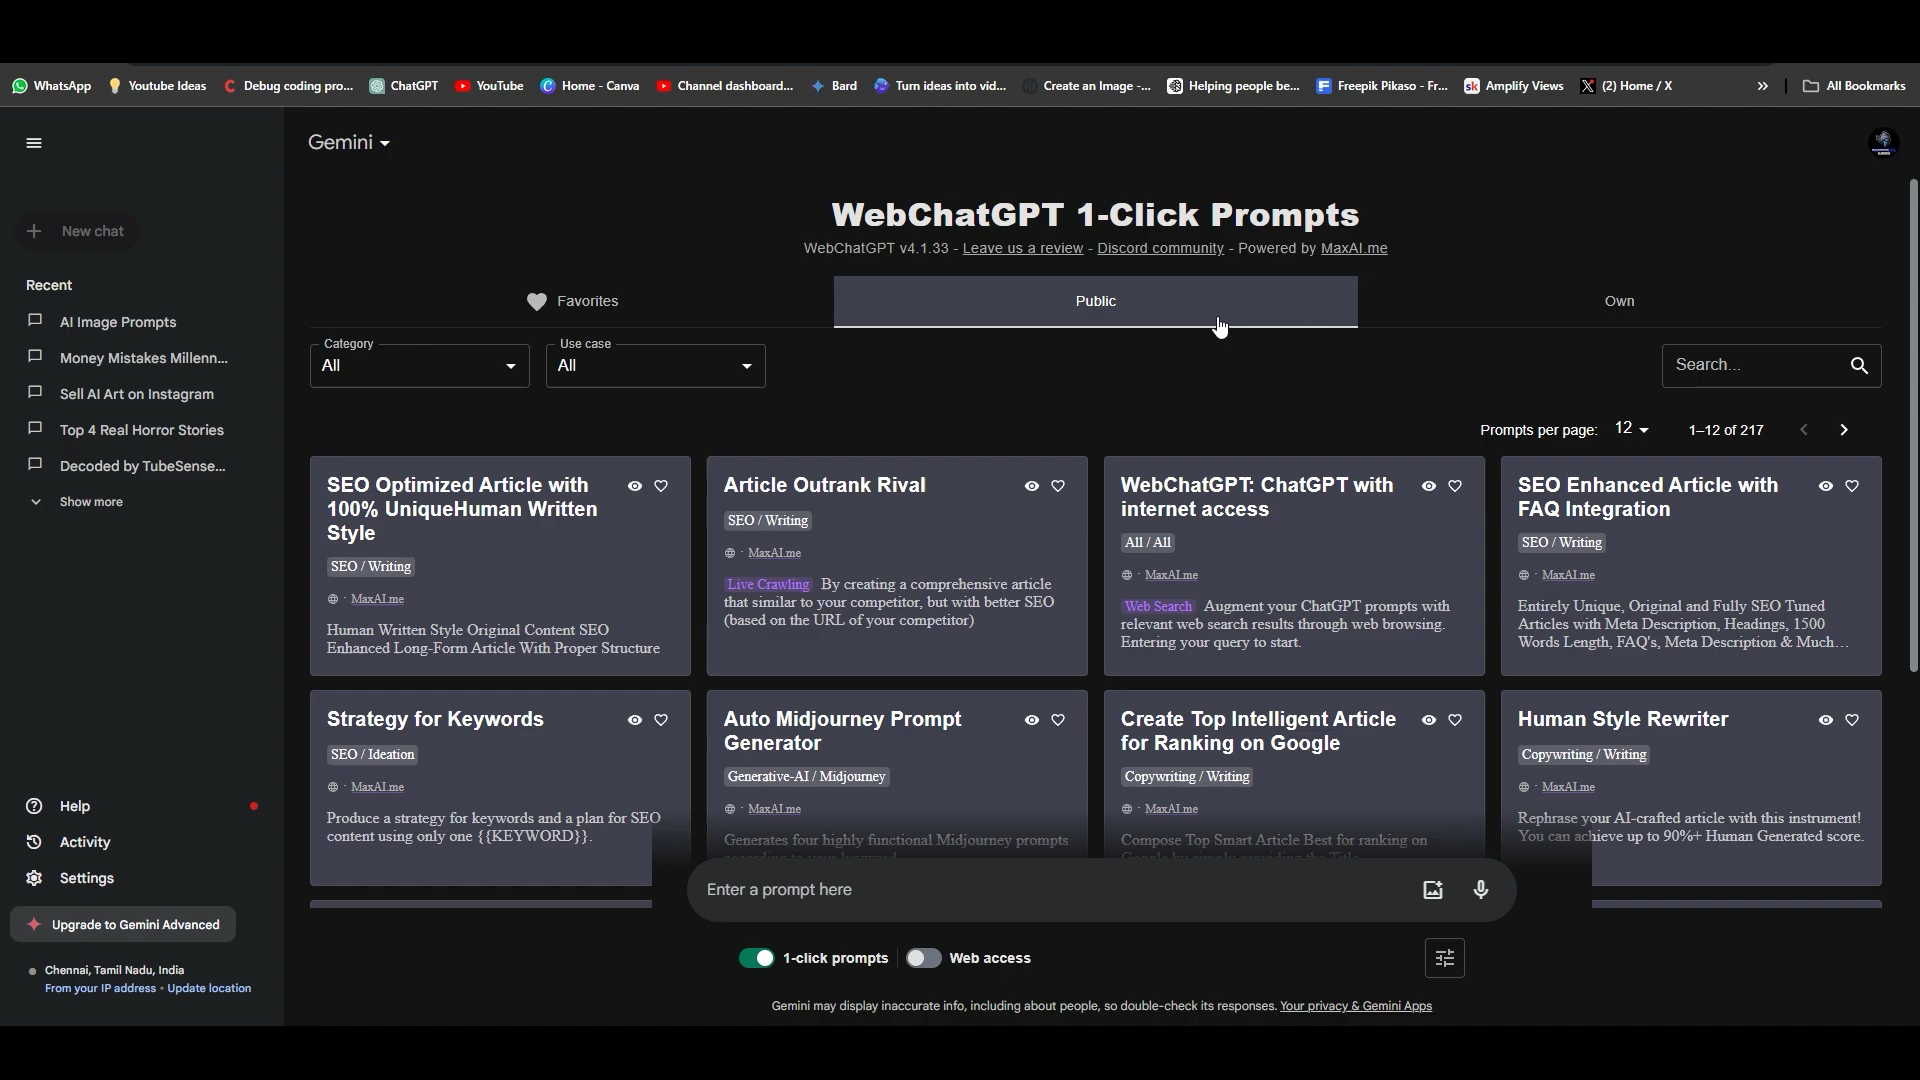 WhatsApp
Youtube Ideas
Debug coding pro...
ChatGPT
YouTube
Home - Canva
Channel dashboard...
Bard
Turn ideas into vid...
Create an Image -...
Helping people be...
Freepik Pikaso - Fr...
Amplify Views
(2) Home / X
»
All Bookmarks
Gemini
New chat
Recent
AI Image Prompts
Money Mistakes Millenn...
Sell AI Art on Instagram
Top 4 Real Horror Stories
Decoded by TubeSense...
Show more
Help
Activity
Settings
Upgrade to Gemini Advanced
Chennai, Tamil Nadu, India
From your IP address • Update location
WebChatGPT 1-Click Prompts
WebChatGPT v4.1.33 - Leave us a review - Discord community - Powered by MaxAI.me
Favorites
Public
Own
Category
All
Use case
All
Search...
Prompts per page: 12
1–12 of 217
SEO Optimized Article with
100% UniqueHuman Written
Style
SEO / Writing
· MaxAI.me
Human Written Style Original Content SEO
Enhanced Long-Form Article With Proper Structure
Article Outrank Rival
SEO / Writing
· MaxAI.me
Live Crawling By creating a comprehensive article
that similar to your competitor, but with better SEO
(based on the URL of your competitor)
WebChatGPT: ChatGPT with
internet access
All / All
· MaxAI.me
Web Search Augment your ChatGPT prompts with
relevant web search results through web browsing.
Entering your query to start.
SEO Enhanced Article with
FAQ Integration
SEO / Writing
· MaxAI.me
Entirely Unique, Original and Fully SEO Tuned
Articles with Meta Description, Headings, 1500
Words Length, FAQ's, Meta Description & Much...
Strategy for Keywords
SEO / Ideation
· MaxAI.me
Produce a strategy for keywords and a plan for SEO
content using only one {{KEYWORD}}.
Auto Midjourney Prompt
Generator
Generative-AI / Midjourney
· MaxAI.me
Generates four highly functional Midjourney prompts
according to your keyword
Create Top Intelligent Article
for Ranking on Google
Copywriting / Writing
· MaxAI.me
Compose Top Smart Article Best for ranking on
Google by simply providing the Title
Human Style Rewriter
Copywriting / Writing
· MaxAI.me
Rephrase your AI-crafted article with this instrument!
You can achieve up to 90%+ Human Generated score.
Enter a prompt here
1-click prompts
Web access
Gemini may display inaccurate info, including about people, so double-check its responses. Your privacy & Gemini Apps